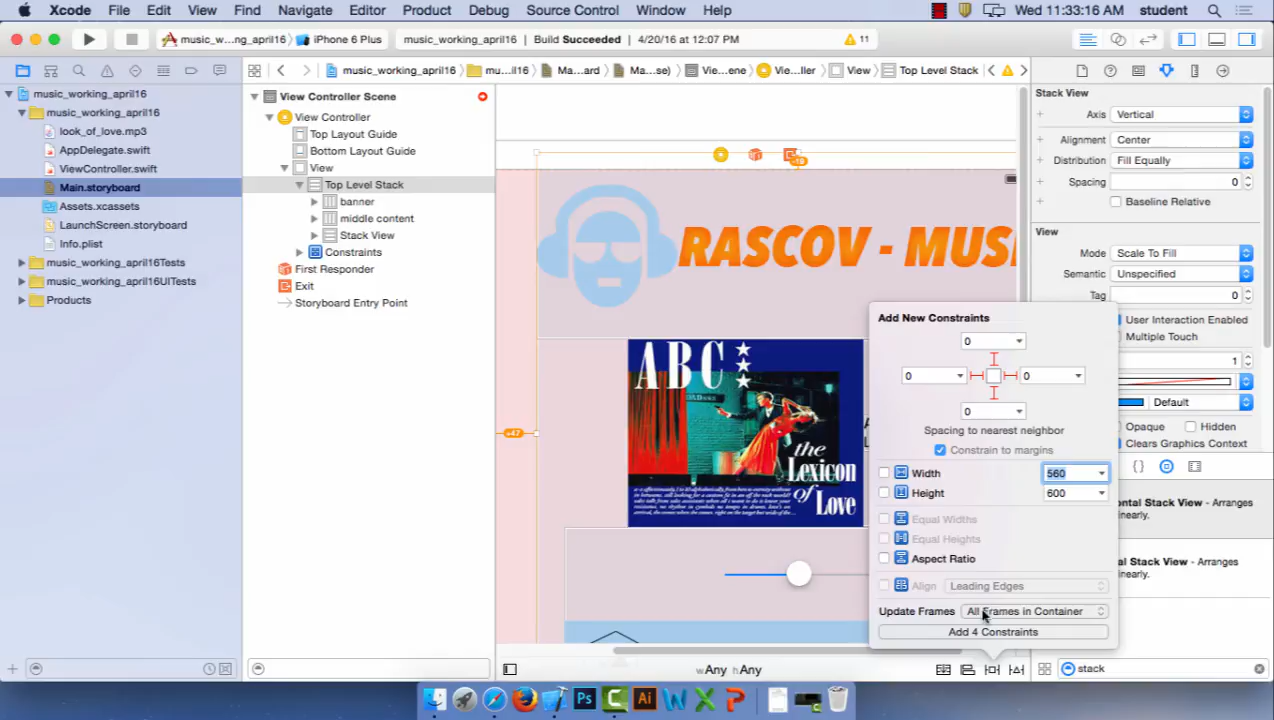 Xcode File Edit View Find Navigate Editor Product Debug Source Control Window Help Wed 11:33:16 AM student
music_w...ng_april16 iPhone 6 Plus music_working_april16 Build Succeeded 4/20/16 at 12:07 PM 11
music_working_april16 mu...il16 Ma...ard Ma...se) Vie...ene Vie...ller View Top Level Stack
music_working_april16
music_working_april16
look_of_love.mp3
AppDelegate.swift
ViewController.swift
Main.storyboard
Assets.xcassets
LaunchScreen.storyboard
Info.plist
music_working_april16Tests
music_working_april16UITests
Products
View Controller Scene
View Controller
Top Layout Guide
Bottom Layout Guide
View
Top Level Stack
banner
middle content
Stack View
Constraints
First Responder
Exit
Storyboard Entry Point
+47
RASCOV - MUS
ABC
the
Lexicon
of Love
wAny hAny
Add New Constraints
0
0 0
0
Spacing to nearest neighbor
Constrain to margins
Width 560
Height 600
Equal Widths
Equal Heights
Aspect Ratio
Align Leading Edges
Update Frames All Frames in Container
Add 4 Constraints
Stack View
Axis Vertical
Alignment Center
Distribution Fill Equally
Spacing 0
Baseline Relative
View
Mode Scale To Fill
Semantic Unspecified
Tag 0
User Interaction Enabled
Multiple Touch
1
Default
Opaque Hidden
Clears Graphics Context
{ }
ontal Stack View - Arranges
linearly.
al Stack View - Arranges
linearly.
stack
Ps Ai W X P